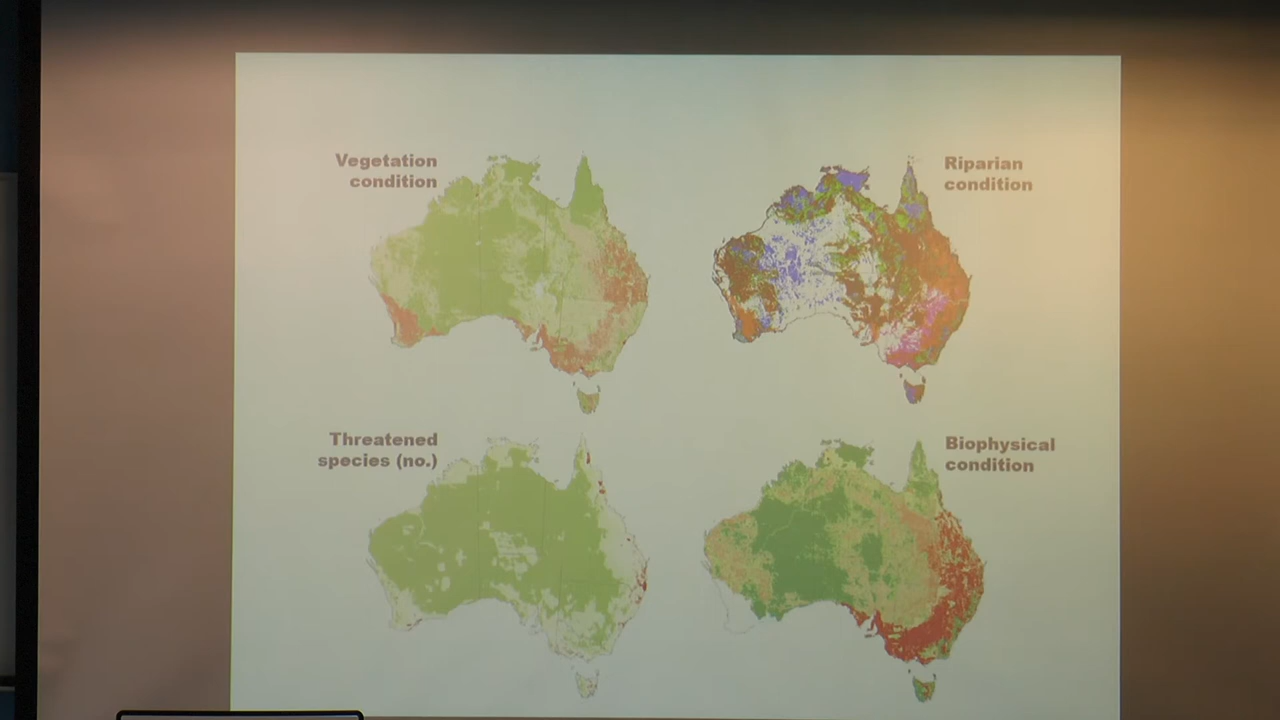 Vegetation
condition
Riparian
condition
Threatened
species (no.)
Biophysical
condition